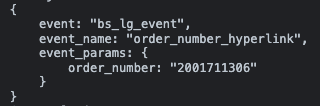 {
event: "bs_lg_event",
event_name: "order_number_hyperlink",
event_params: {
order_number: "2001711306"
}
}